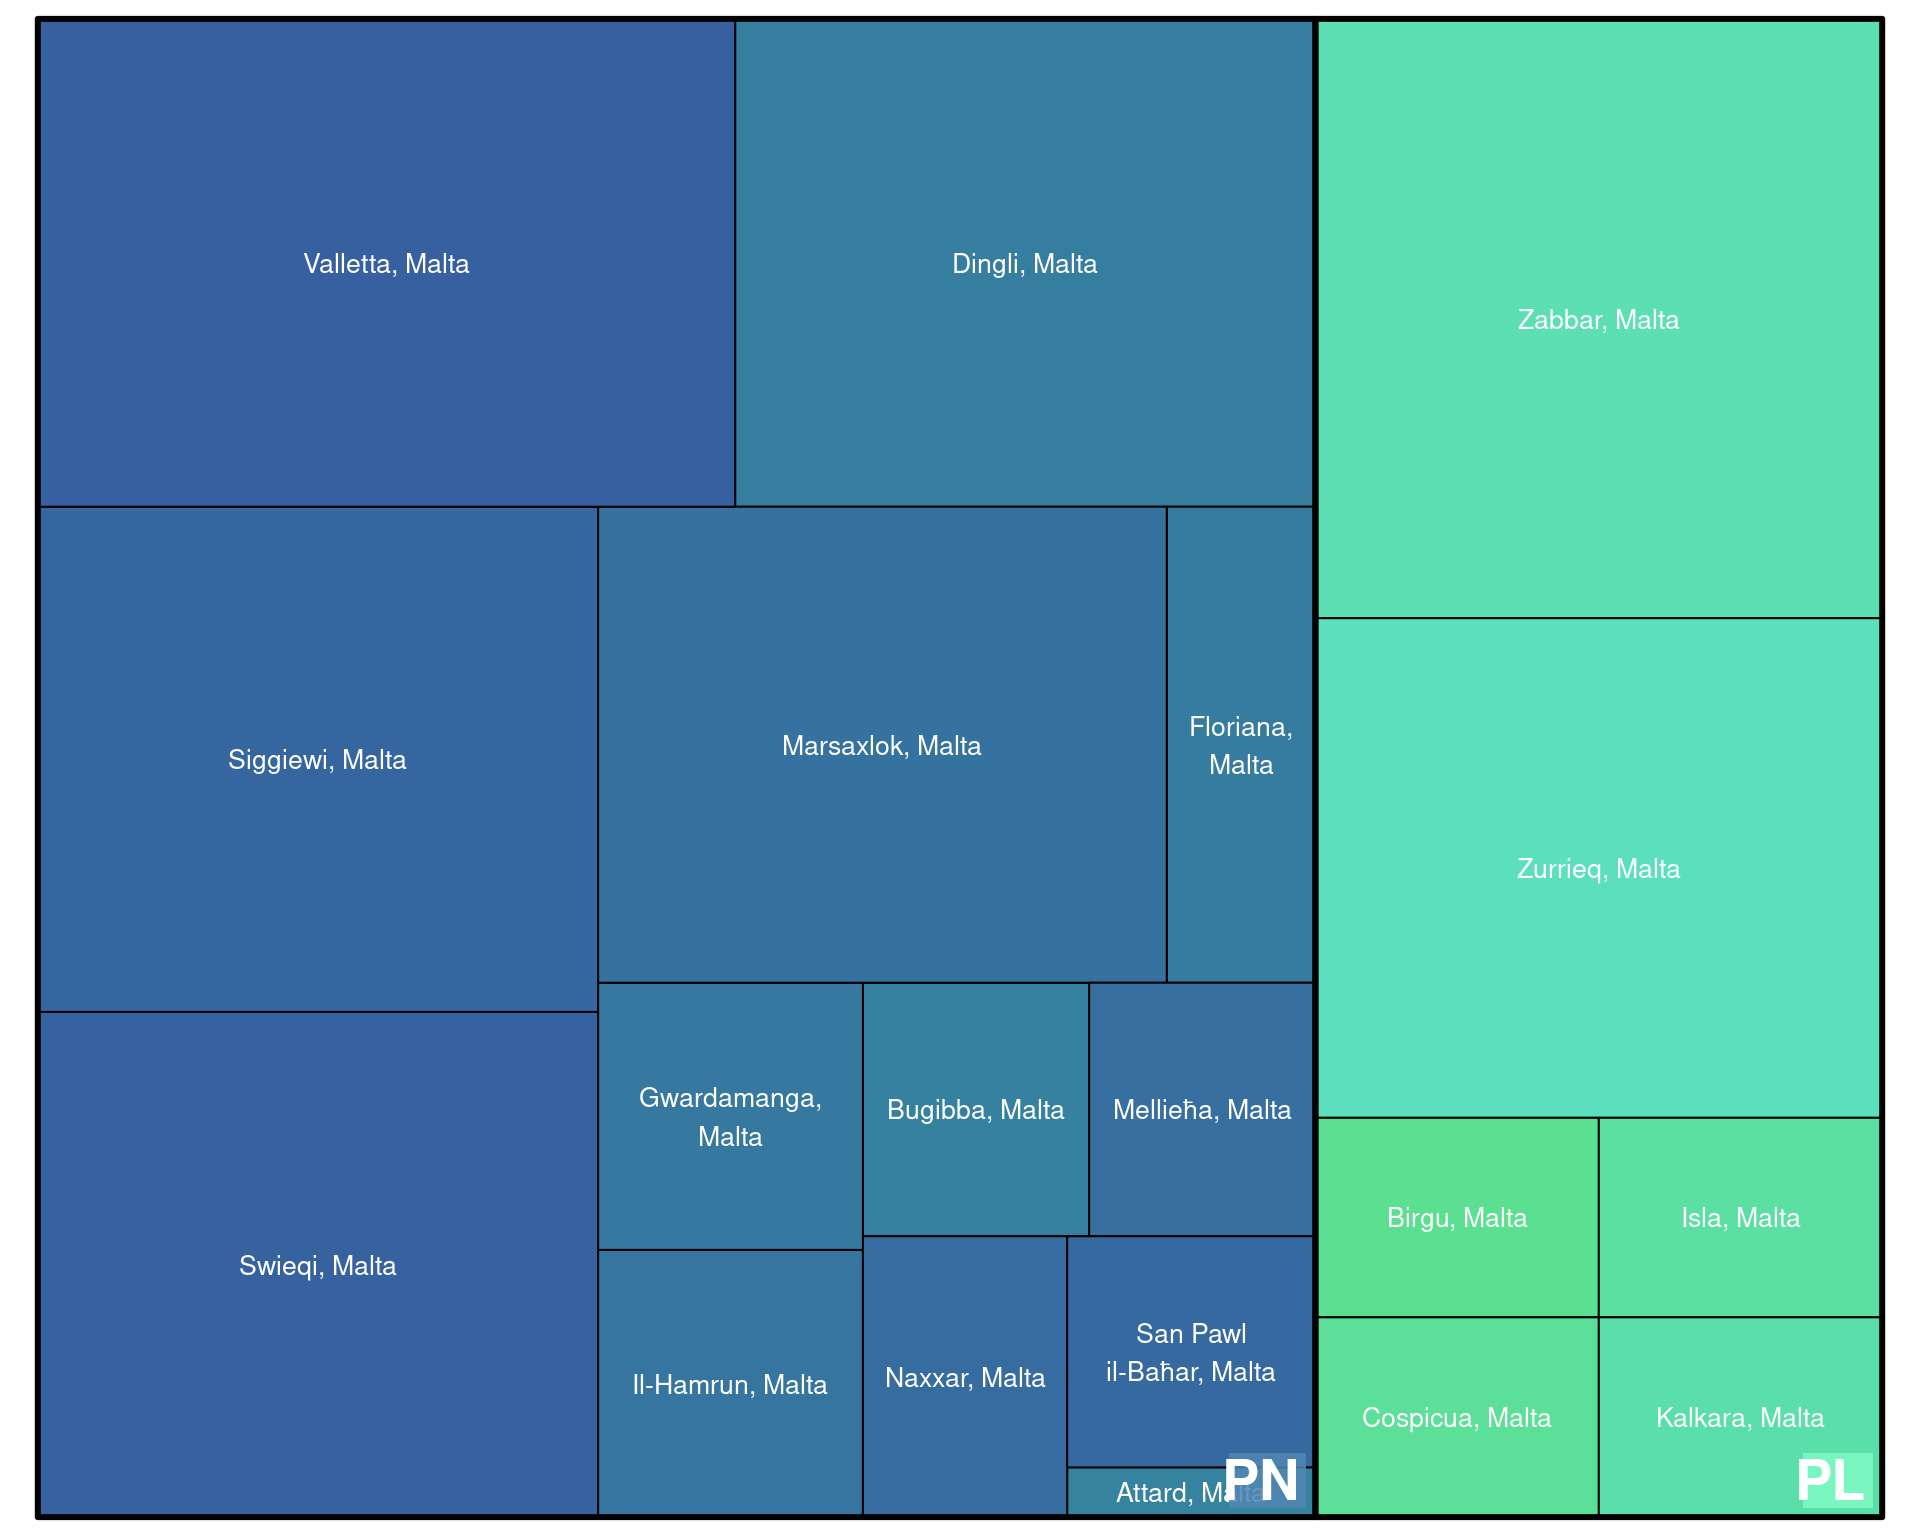 Valletta, Malta
Dingli, Malta
Zabbar, Malta
Siggiewi, Malta
Marsaxlok, Malta
Floriana,
Malta
Zurrieq, Malta
Gwardamanga,
Malta
Bugibba, Malta
Mellieħa, Malta
Swieqi, Malta
Il-Hamrun, Malta
Naxxar, Malta
San Pawl
il-Baħar, Malta
Attard, Malta
PN
Birgu, Malta
Isla, Malta
Cospicua, Malta
Kalkara, Malta
PL